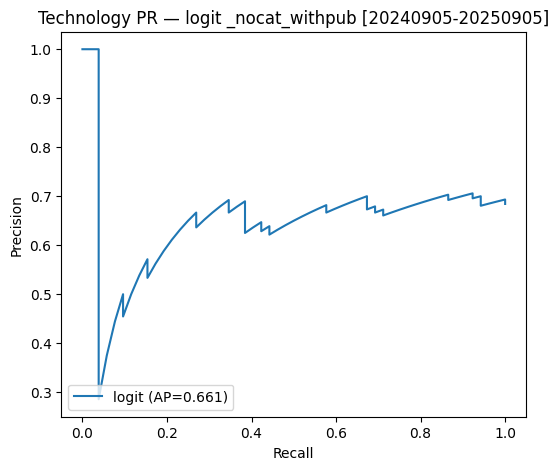 Technology PR — logit _nocat_withpub [20240905-20250905]
1.0
0.9
0.8
0.7
0.6
0.5
0.4
0.3
Precision
logit (AP=0.661)
0.0 0.2 0.4 0.6 0.8 1.0
Recall